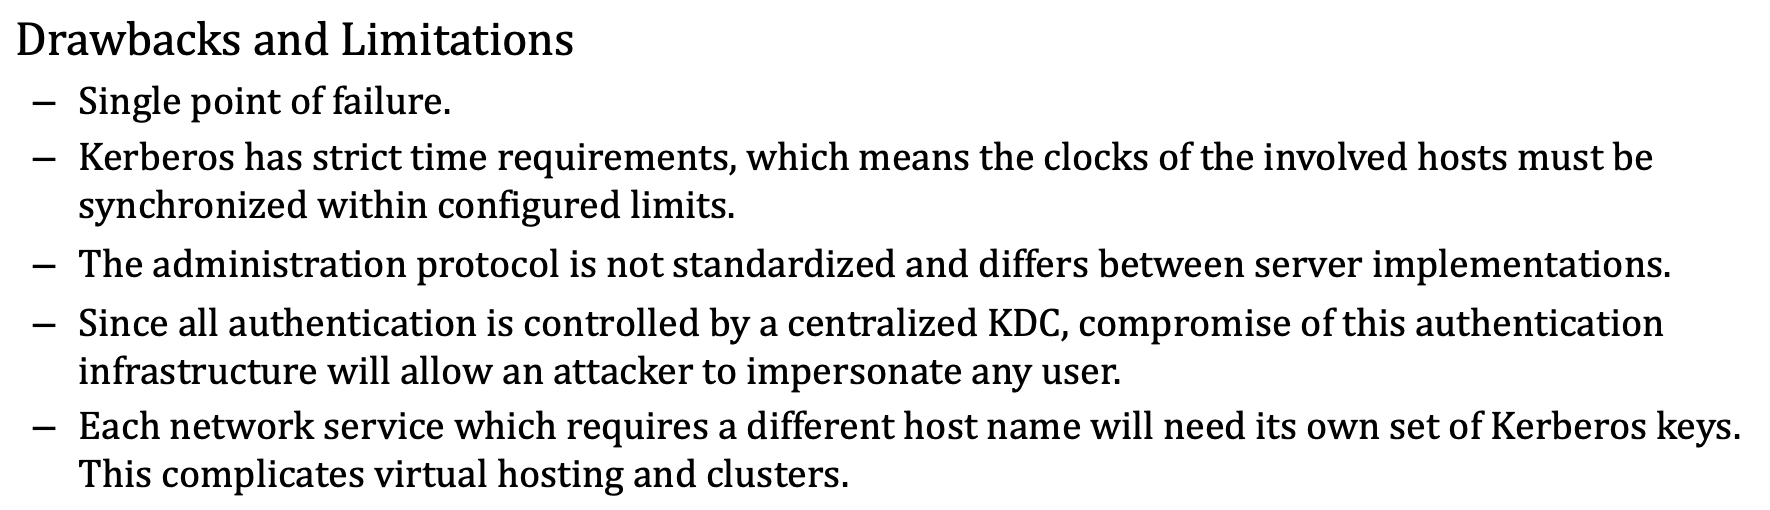 Drawbacks and Limitations
– Single point of failure.
– Kerberos has strict time requirements, which means the clocks of the involved hosts must be
synchronized within configured limits.
– The administration protocol is not standardized and differs between server implementations.
– Since all authentication is controlled by a centralized KDC, compromise of this authentication
infrastructure will allow an attacker to impersonate any user.
– Each network service which requires a different host name will need its own set of Kerberos keys.
This complicates virtual hosting and clusters.